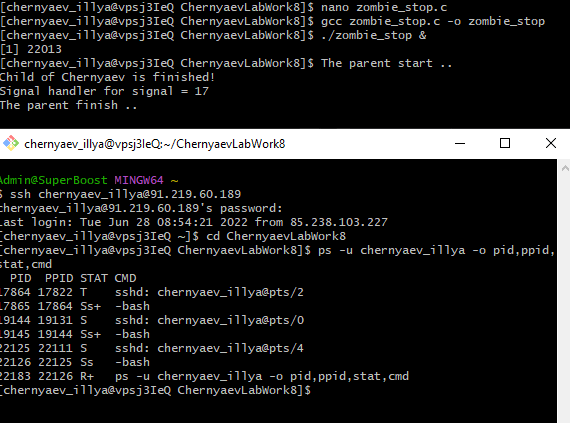 [chernyaev_illya@vpsj3IeQ ChernyaevLabWork8]$ nano zombie_stop.c
[chernyaev_illya@vpsj3IeQ ChernyaevLabWork8]$ gcc zombie_stop.c -o zombie_stop
[chernyaev_illya@vpsj3IeQ ChernyaevLabWork8]$ ./zombie_stop &
[1] 22013
[chernyaev_illya@vpsj3IeQ ChernyaevLabWork8]$ The parent start ..
Child of Chernyaev is finished!
Signal handler for signal = 17
The parent finish ..
chernyaev_illya@vpsj3IeQ:~/ChernyaevLabWork8
Admin@SuperBoost MINGW64 ~
$ ssh chernyaev_illya@91.219.60.189
chernyaev_illya@91.219.60.189's password:
Last login: Tue Jun 28 08:54:21 2022 from 85.238.103.227
[chernyaev_illya@vpsj3IeQ ~]$ cd ChernyaevLabWork8
[chernyaev_illya@vpsj3IeQ ChernyaevLabWork8]$ ps -u chernyaev_illya -o pid,ppid,
stat,cmd
PID PPID STAT CMD
17864 17822 T sshd: chernyaev_illya@pts/2
17865 17864 Ss+ -bash
19144 19131 S sshd: chernyaev_illya@pts/0
19145 19144 Ss+ -bash
22125 22111 S sshd: chernyaev_illya@pts/4
22126 22125 Ss -bash
22183 22126 R+ ps -u chernyaev_illya -o pid,ppid,stat,cmd
[chernyaev_illya@vpsj3IeQ ChernyaevLabWork8]$